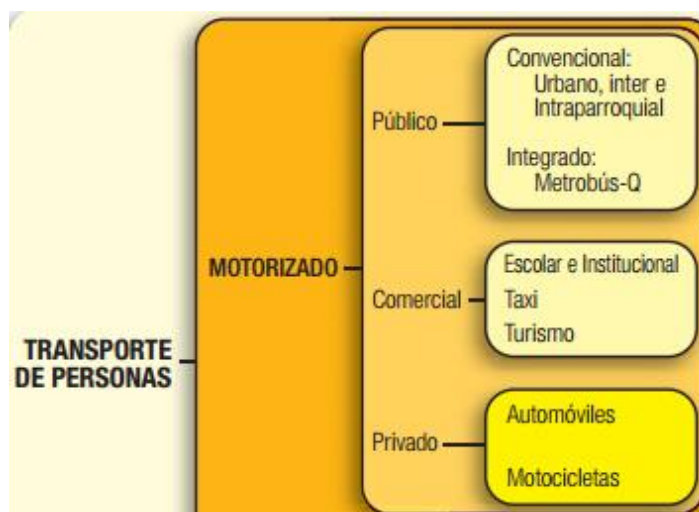 TRANSPORTE
DE PERSONAS
MOTORIZADO
Público
Convencional:
Urbano, inter e
Intraparroquial
Integrado:
Metrobús-Q
Comercial
Escolar e Institucional
Taxi
Turismo
Privado
Automóviles
Motocicletas